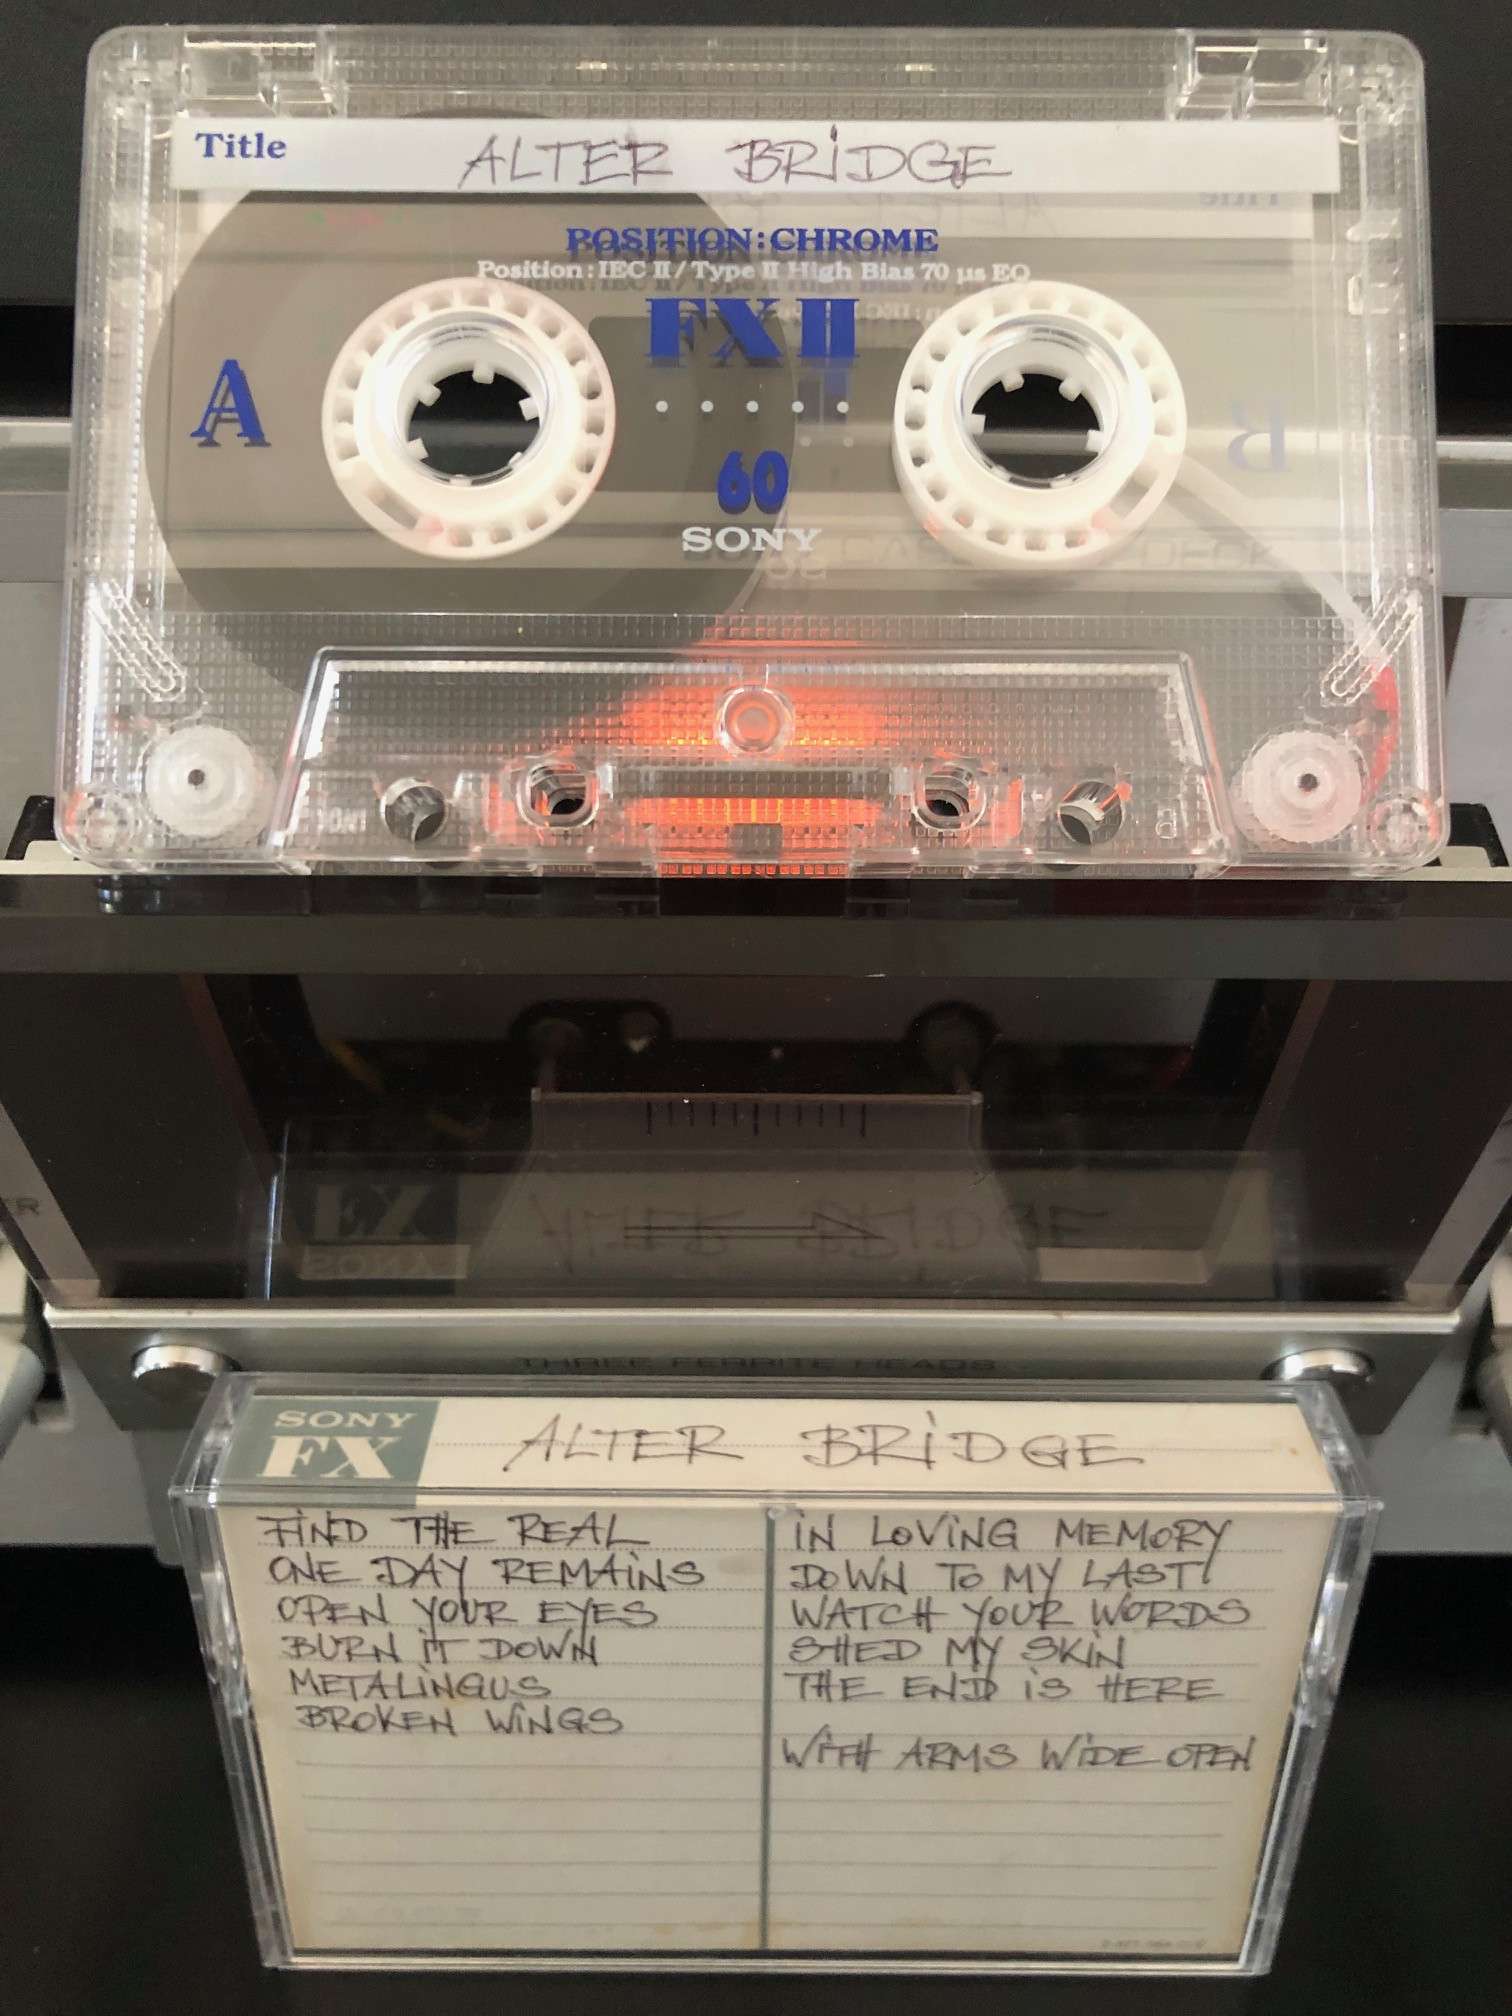 Title ALTER BRIDGE
POSITION:CHROME
Position:IEC II/Type II High Bias 70 µs EQ
FX II
A
B
60
SONY
THREE FERRITE HEADS
SONY
FX
ALTER BRIDGE
FIND THE REAL
ONE DAY REMAINS
OPEN YOUR EYES
BURN IT DOWN
METALINGUS
BROKEN WINGS
IN LOVING MEMORY
DOWN TO MY LAST
WATCH YOUR WORDS
SHED MY SKIN
THE END IS HERE
WITH ARMS WIDE OPEN